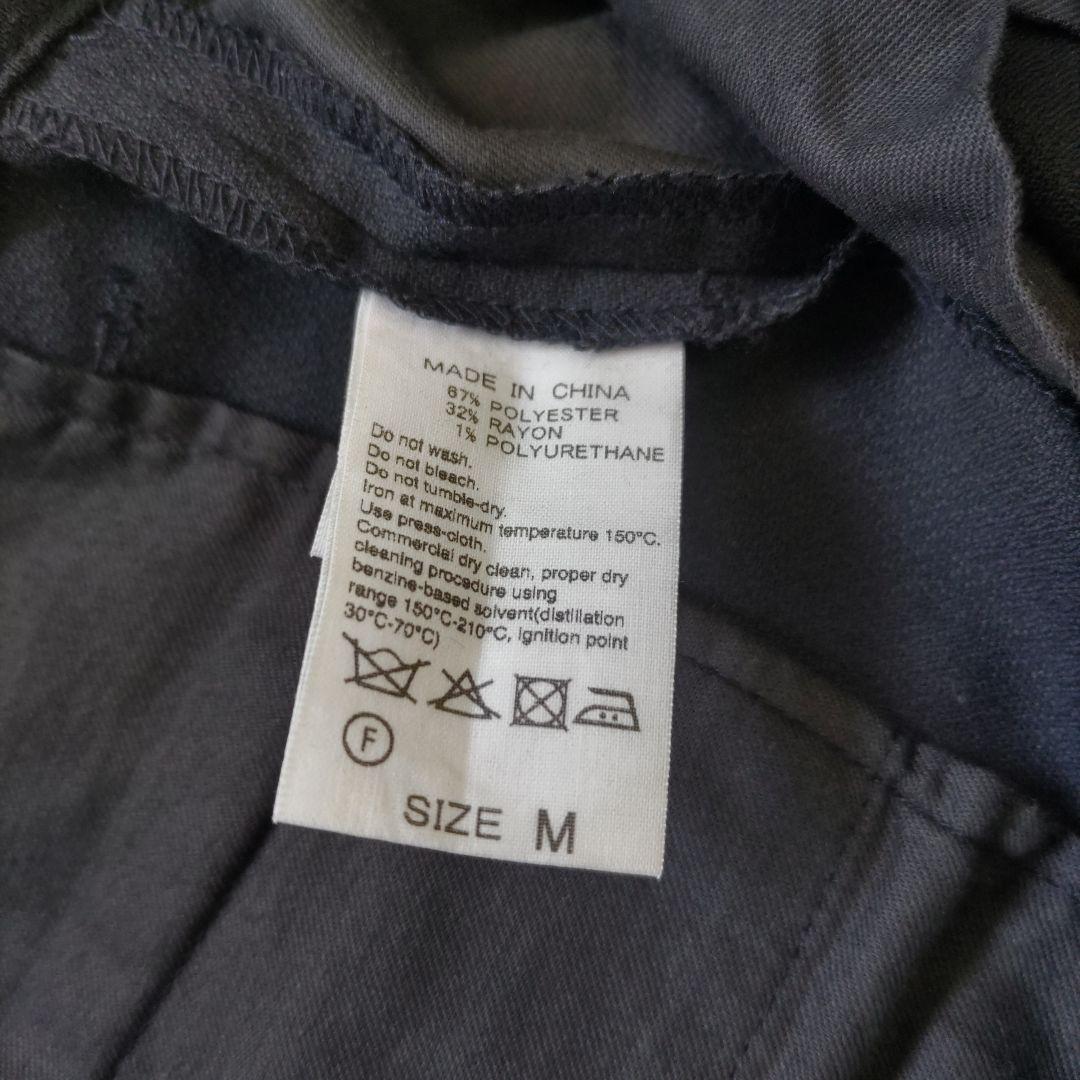 MADE IN CHINA
67% POLYESTER
32% RAYON
1% POLYURETHANE
Do not wash.
Do not bleach.
Do not tumble-dry.
Iron at maximum temperature 150°C.
Use press-cloth.
Commercial dry clean, proper dry
cleaning procedure using
benzine-based solvent(distillation
range 150°C-210°C, ignition point
30°C-70°C)
F
SIZE M